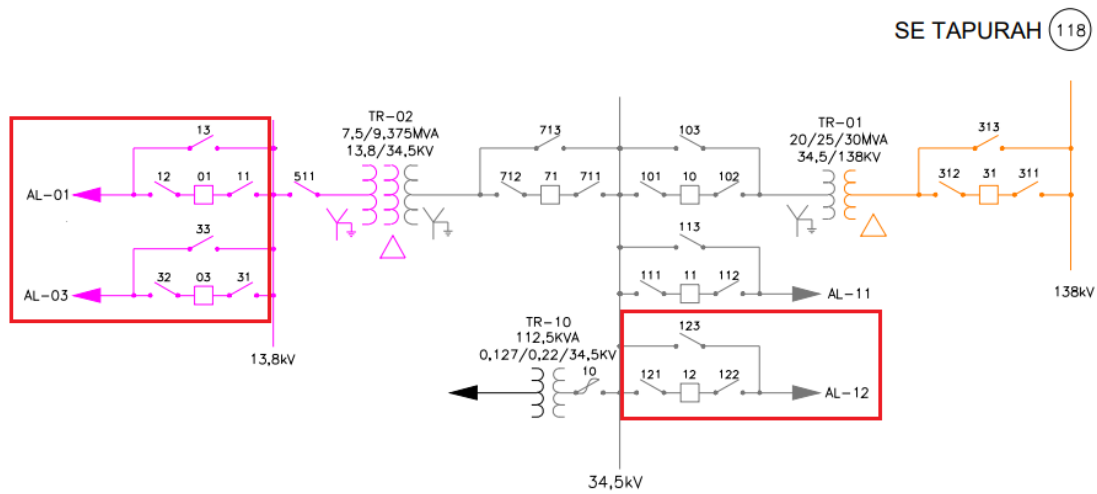 SE TAPURAH 118
TR-02
7,5/9,375MVA
13,8/34,5KV
TR-01
20/25/30MVA
34,5/138KV
13
713
103
313
AL-01
12 01 11
511
712 71 711
101 10 102
312 31 311
33
113
AL-03
32 03 31
111 11 112
AL-11
138kV
13,8kV
TR-10
112,5KVA
0,127/0,22/34,5KV
10
123
121 12 122
AL-12
34,5kV